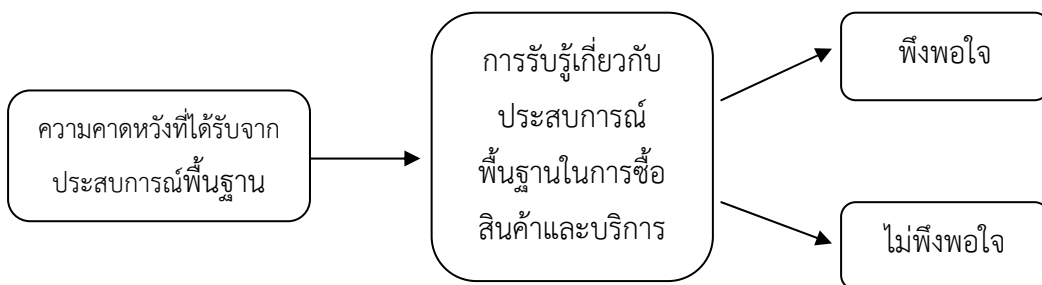 ความคาดหวังที่ได้รับจาก
ประสบการณ์พื้นฐาน
การรับรู้เกี่ยวกับ
ประสบการณ์
พื้นฐานในการซื้อ
สินค้าและบริการ
พึงพอใจ
ไม่พึงพอใจ